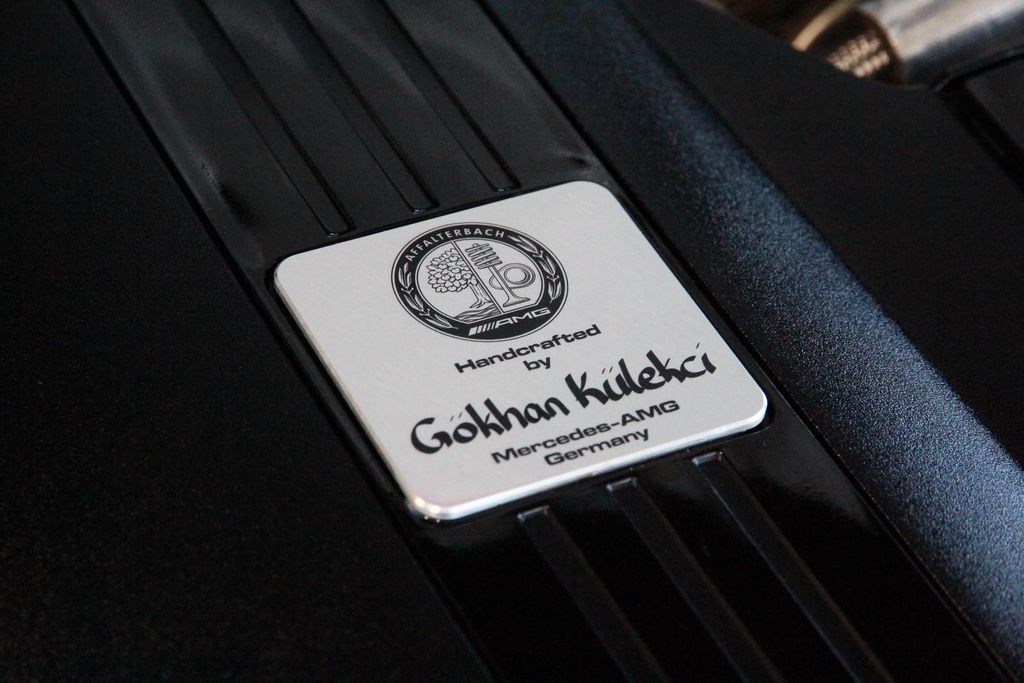 AFFALTERBACH
AMG
Handcrafted
by
Gökhan Külekci
Mercedes-AMG
Germany